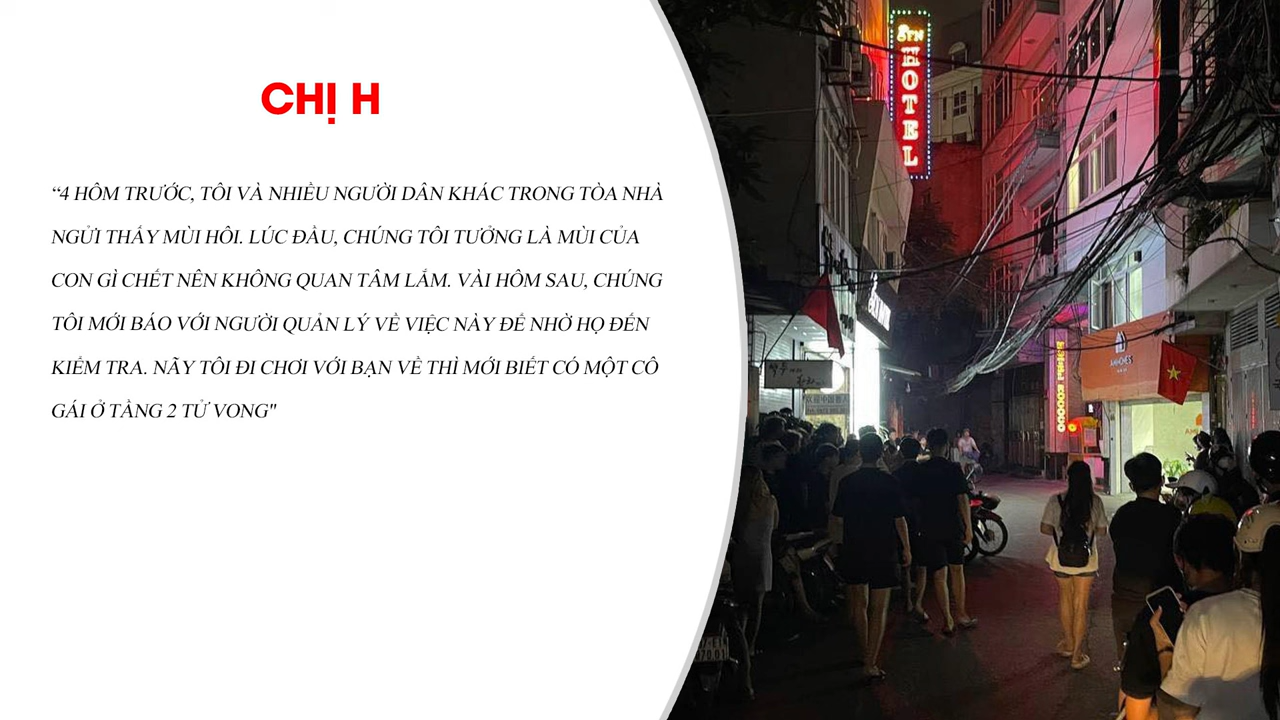 CHỊ H
“4 HÔM TRƯỚC, TÔI VÀ NHIỀU NGƯỜI DÂN KHÁC TRONG TÒA NHÀ
NGỬI THẤY MÙI HÔI. LÚC ĐẦU, CHÚNG TÔI TƯỞNG LÀ MÙI CỦA
CON GÌ CHẾT NÊN KHÔNG QUAN TÂM LẮM. VÀI HÔM SAU, CHÚNG
TÔI MỚI BÁO VỚI NGƯỜI QUẢN LÝ VỀ VIỆC NÀY ĐỂ NHỜ HỌ ĐẾN
KIỂM TRA. NÃY TÔI ĐI CHƠI VỚI BẠN VỀ THÌ MỚI BIẾT CÓ MỘT CÔ
GÁI Ở TẦNG 2 TỬ VONG"
HOTEL